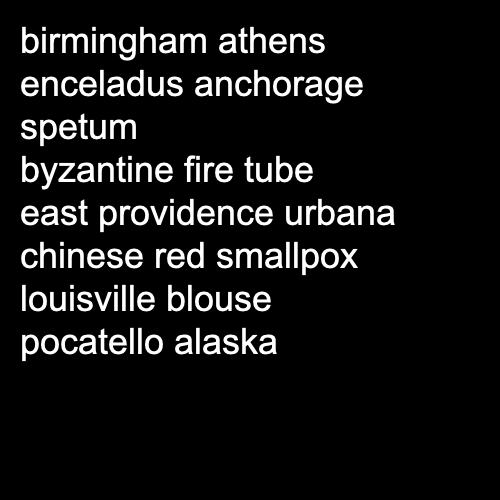 birmingham athens
enceladus anchorage
spetum
byzantine fire tube
east providence urbana
chinese red smallpox
louisville blouse
pocatello alaska